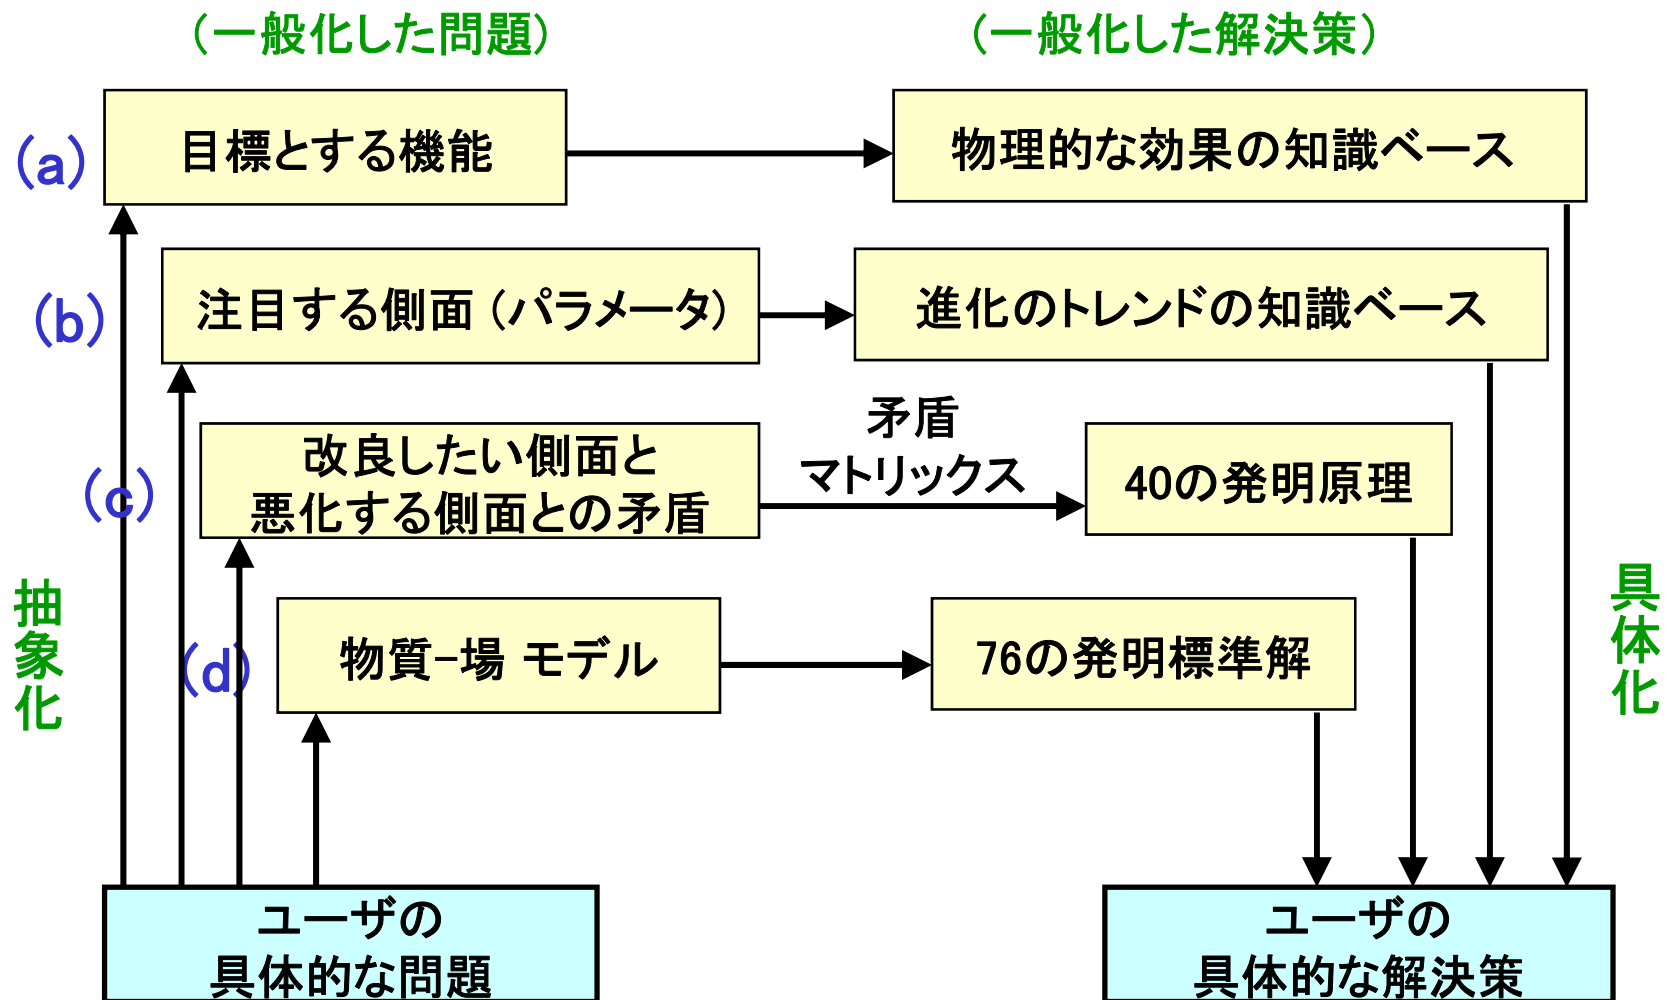 (一般化した問題)
(一般化した解決策)
(a)
目標とする機能
物理的な効果の知識ベース
(b)
注目する側面(パラメータ)
進化のトレンドの知識ベース
(c)
改良したい側面と
悪化する側面との矛盾
矛盾
マトリックス
40の発明原理
(d)
物質-場 モデル
76の発明標準解
抽象化
具体化
ユーザの
具体的な問題
ユーザの
具体的な解決策